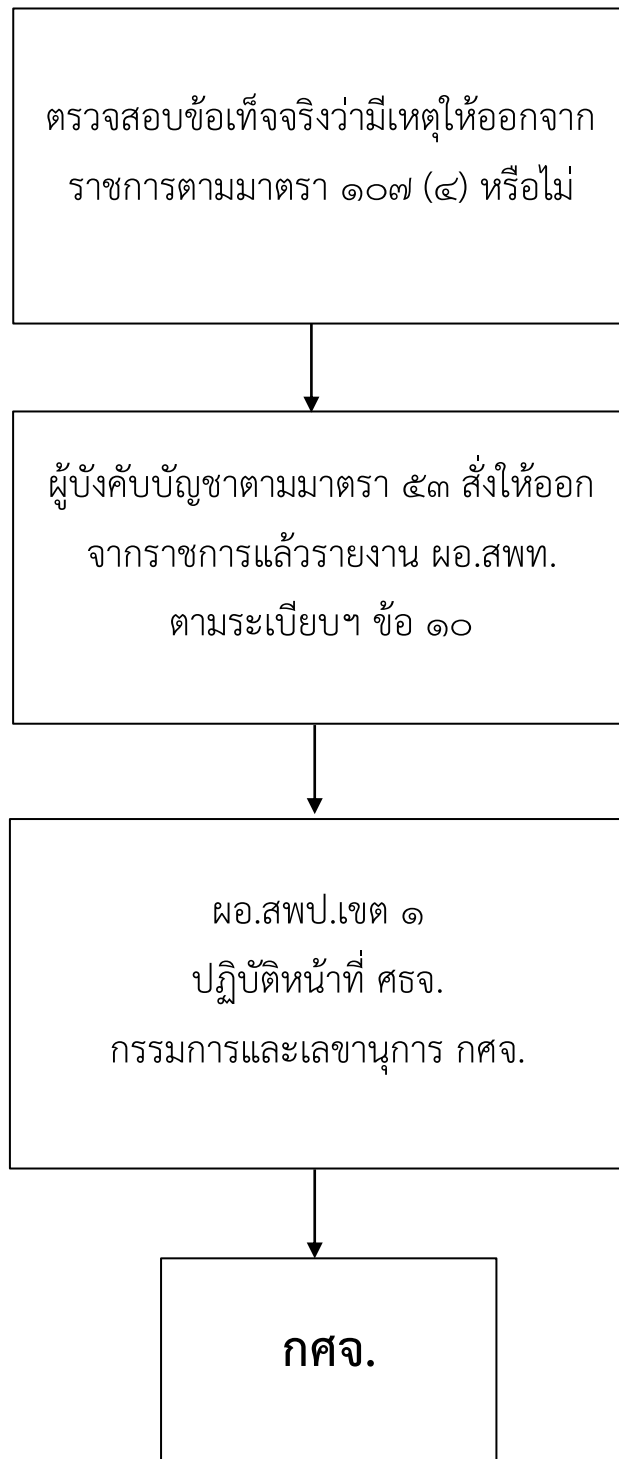 ตรวจสอบข้อเท็จจริงว่ามีเหตุให้ออกจาก
ราชการตามมาตรา ๑๐๗ (๔) หรือไม่
ผู้บังคับบัญชาตามมาตรา ๕๓ สั่งให้ออก
จากราชการแล้วรายงาน ผอ.สพท.
ตามระเบียบฯ ข้อ ๑๐
ผอ.สพป.เขต ๑
ปฏิบัติหน้าที่ ศธจ.
กรรมการและเลขานุการ กศจ.
กศจ.